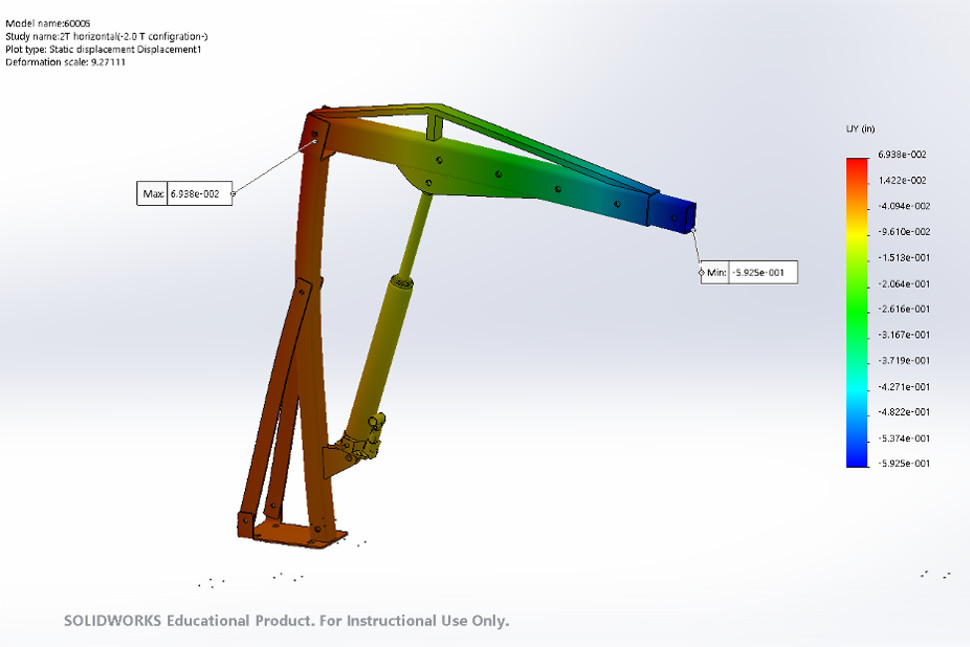 Model name:60005
Study name:2T horizontal(-2.0 T configration-)
Plot type: Static displacement Displacement1
Deformation scale: 9.27111
UY (in)
6.938e-002
1.422e-002
-4.094e-002
-9.610e-002
-1.513e-001
-2.064e-001
-2.616e-001
-3.167e-001
-3.719e-001
-4.271e-001
-4.822e-001
-5.374e-001
-5.925e-001
Max: 6.938e-002
Min: -5.925e-001
SOLIDWORKS Educational Product. For Instructional Use Only.